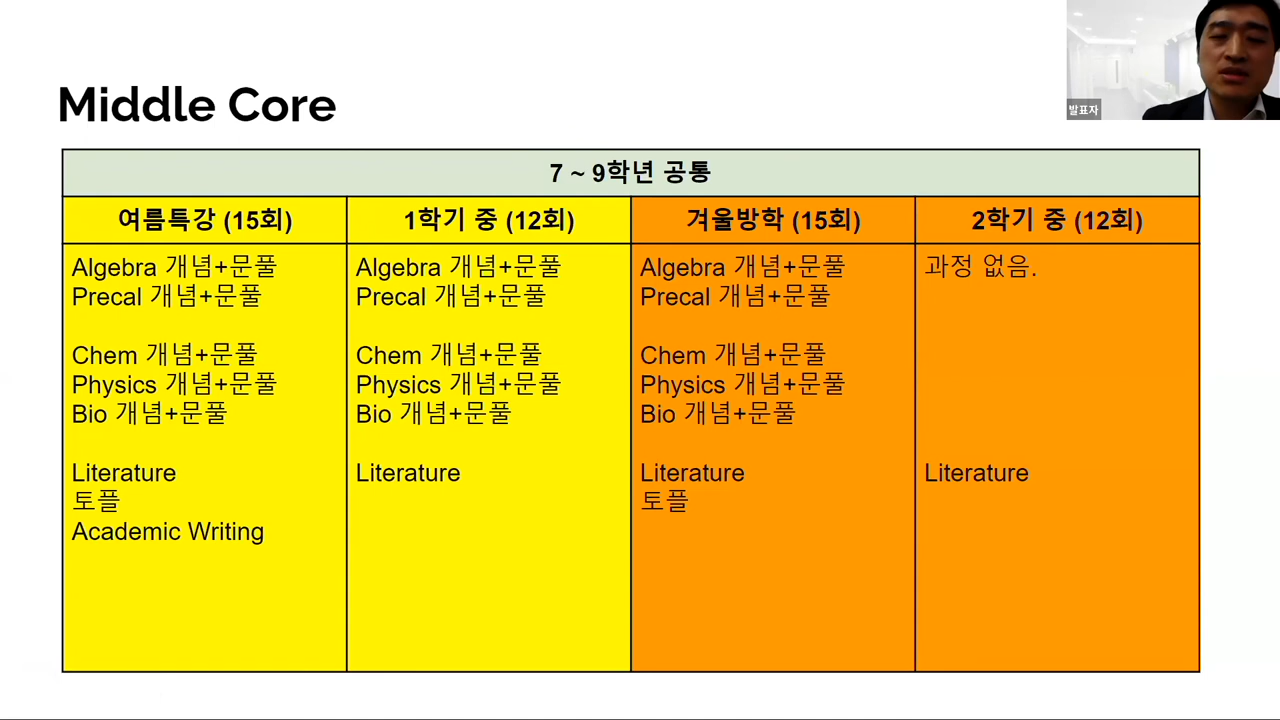 발표자
Middle Core
7 ~ 9학년 공통
여름특강 (15회)
1학기 중 (12회)
겨울방학 (15회)
2학기 중 (12회)
Algebra 개념+문풀
Precal 개념+문풀
Chem 개념+문풀
Physics 개념+문풀
Bio 개념+문풀
Literature
토플
Academic Writing
Algebra 개념+문풀
Precal 개념+문풀
Chem 개념+문풀
Physics 개념+문풀
Bio 개념+문풀
Literature
Algebra 개념+문풀
Precal 개념+문풀
Chem 개념+문풀
Physics 개념+문풀
Bio 개념+문풀
Literature
토플
과정 없음.
Literature